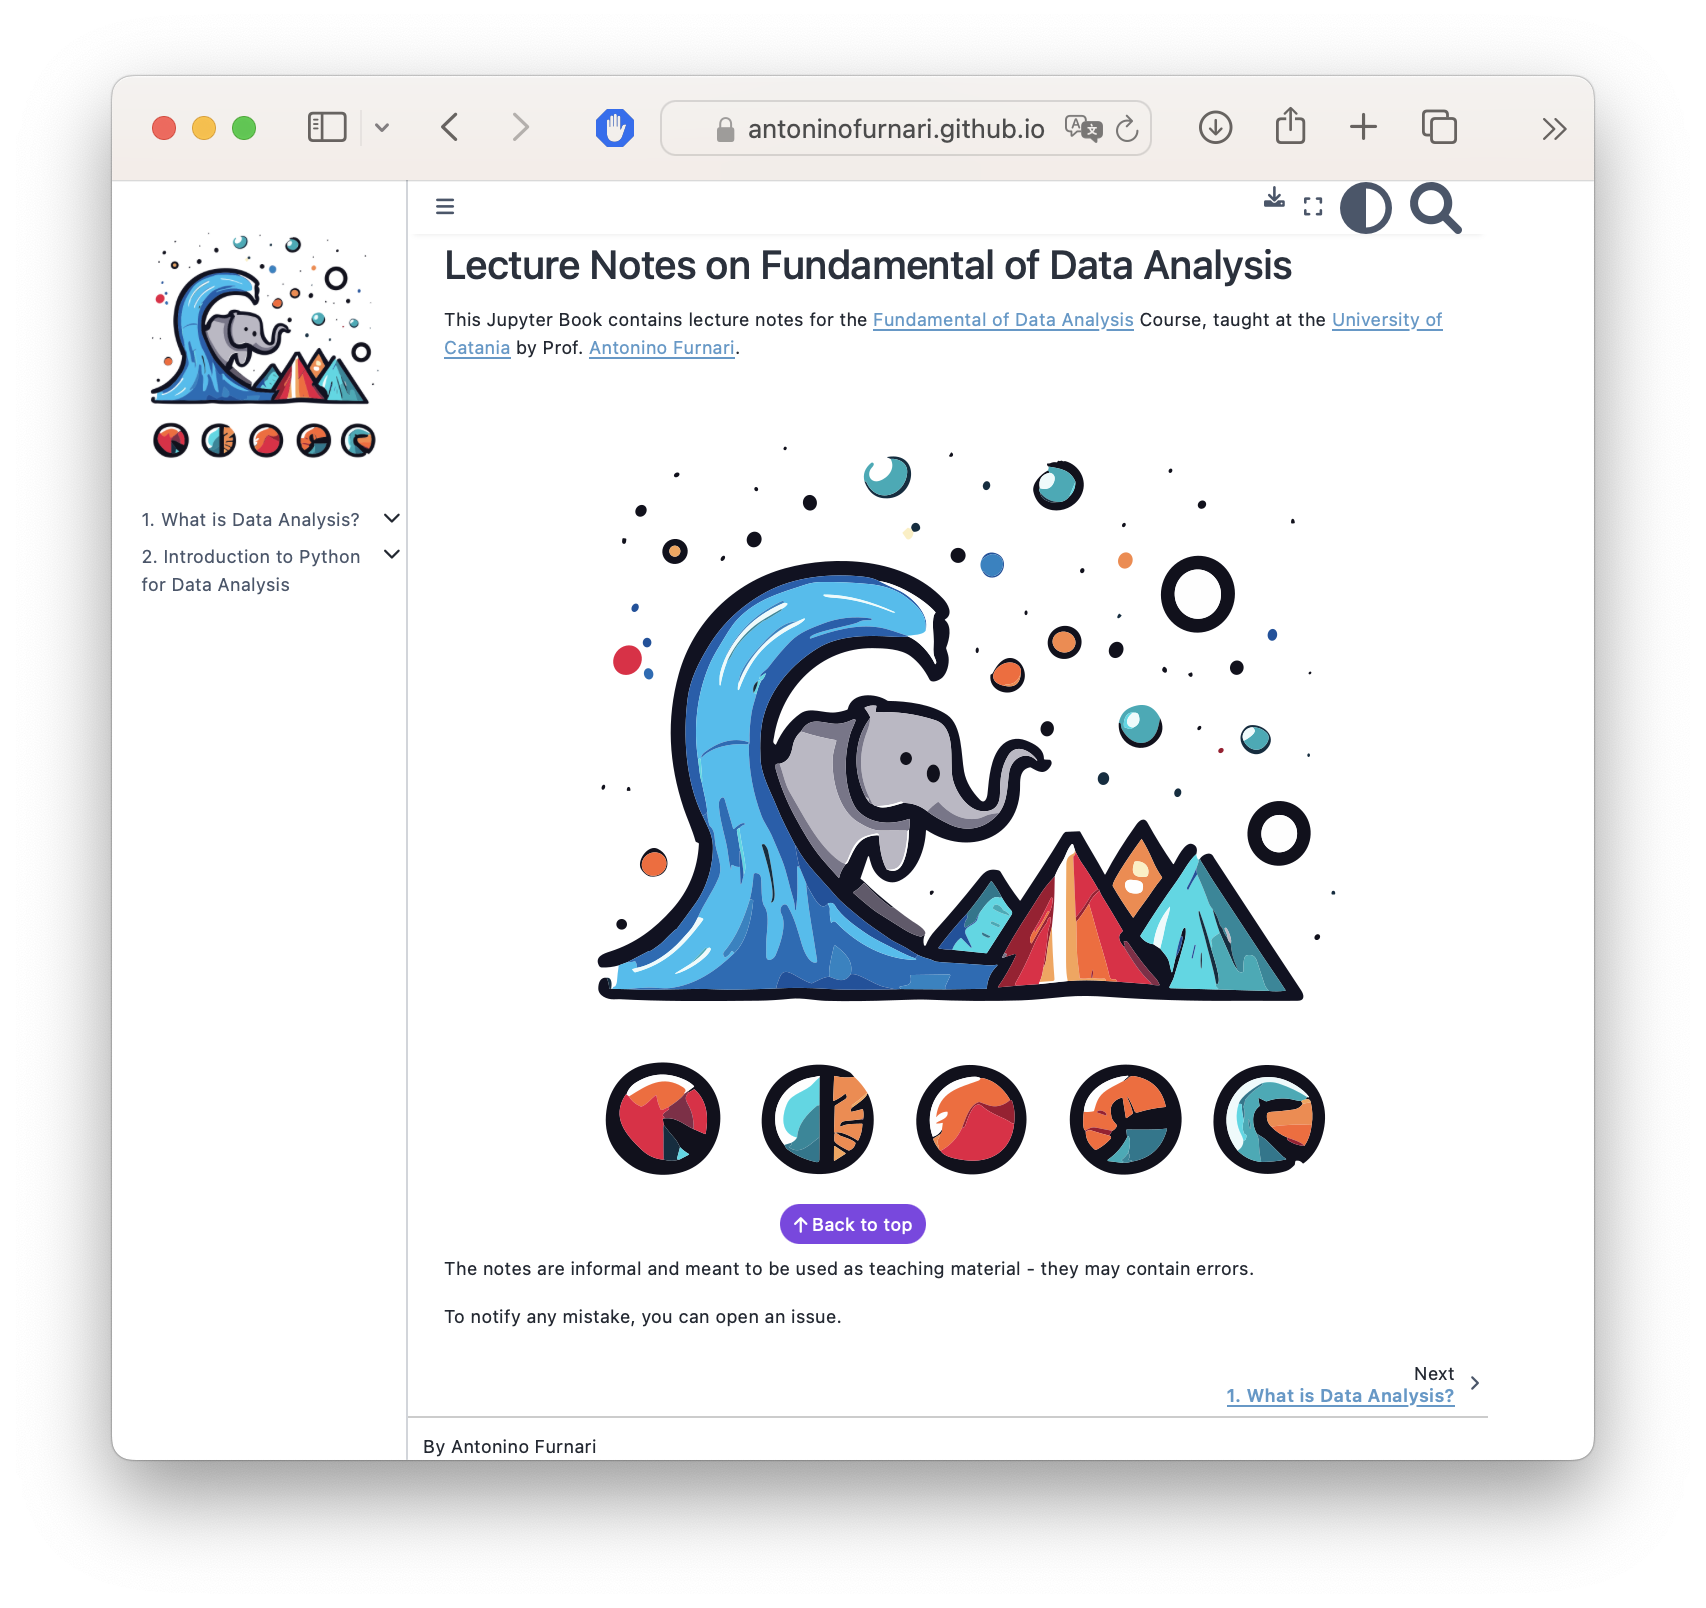 antoninofurnari.github.io
1. What is Data Analysis?
2. Introduction to Python
for Data Analysis
Lecture Notes on Fundamental of Data Analysis
This Jupyter Book contains lecture notes for the Fundamental of Data Analysis Course, taught at the University of
Catania by Prof. Antonino Furnari.
Back to top
The notes are informal and meant to be used as teaching material - they may contain errors.
To notify any mistake, you can open an issue.
Next
1. What is Data Analysis?
By Antonino Furnari